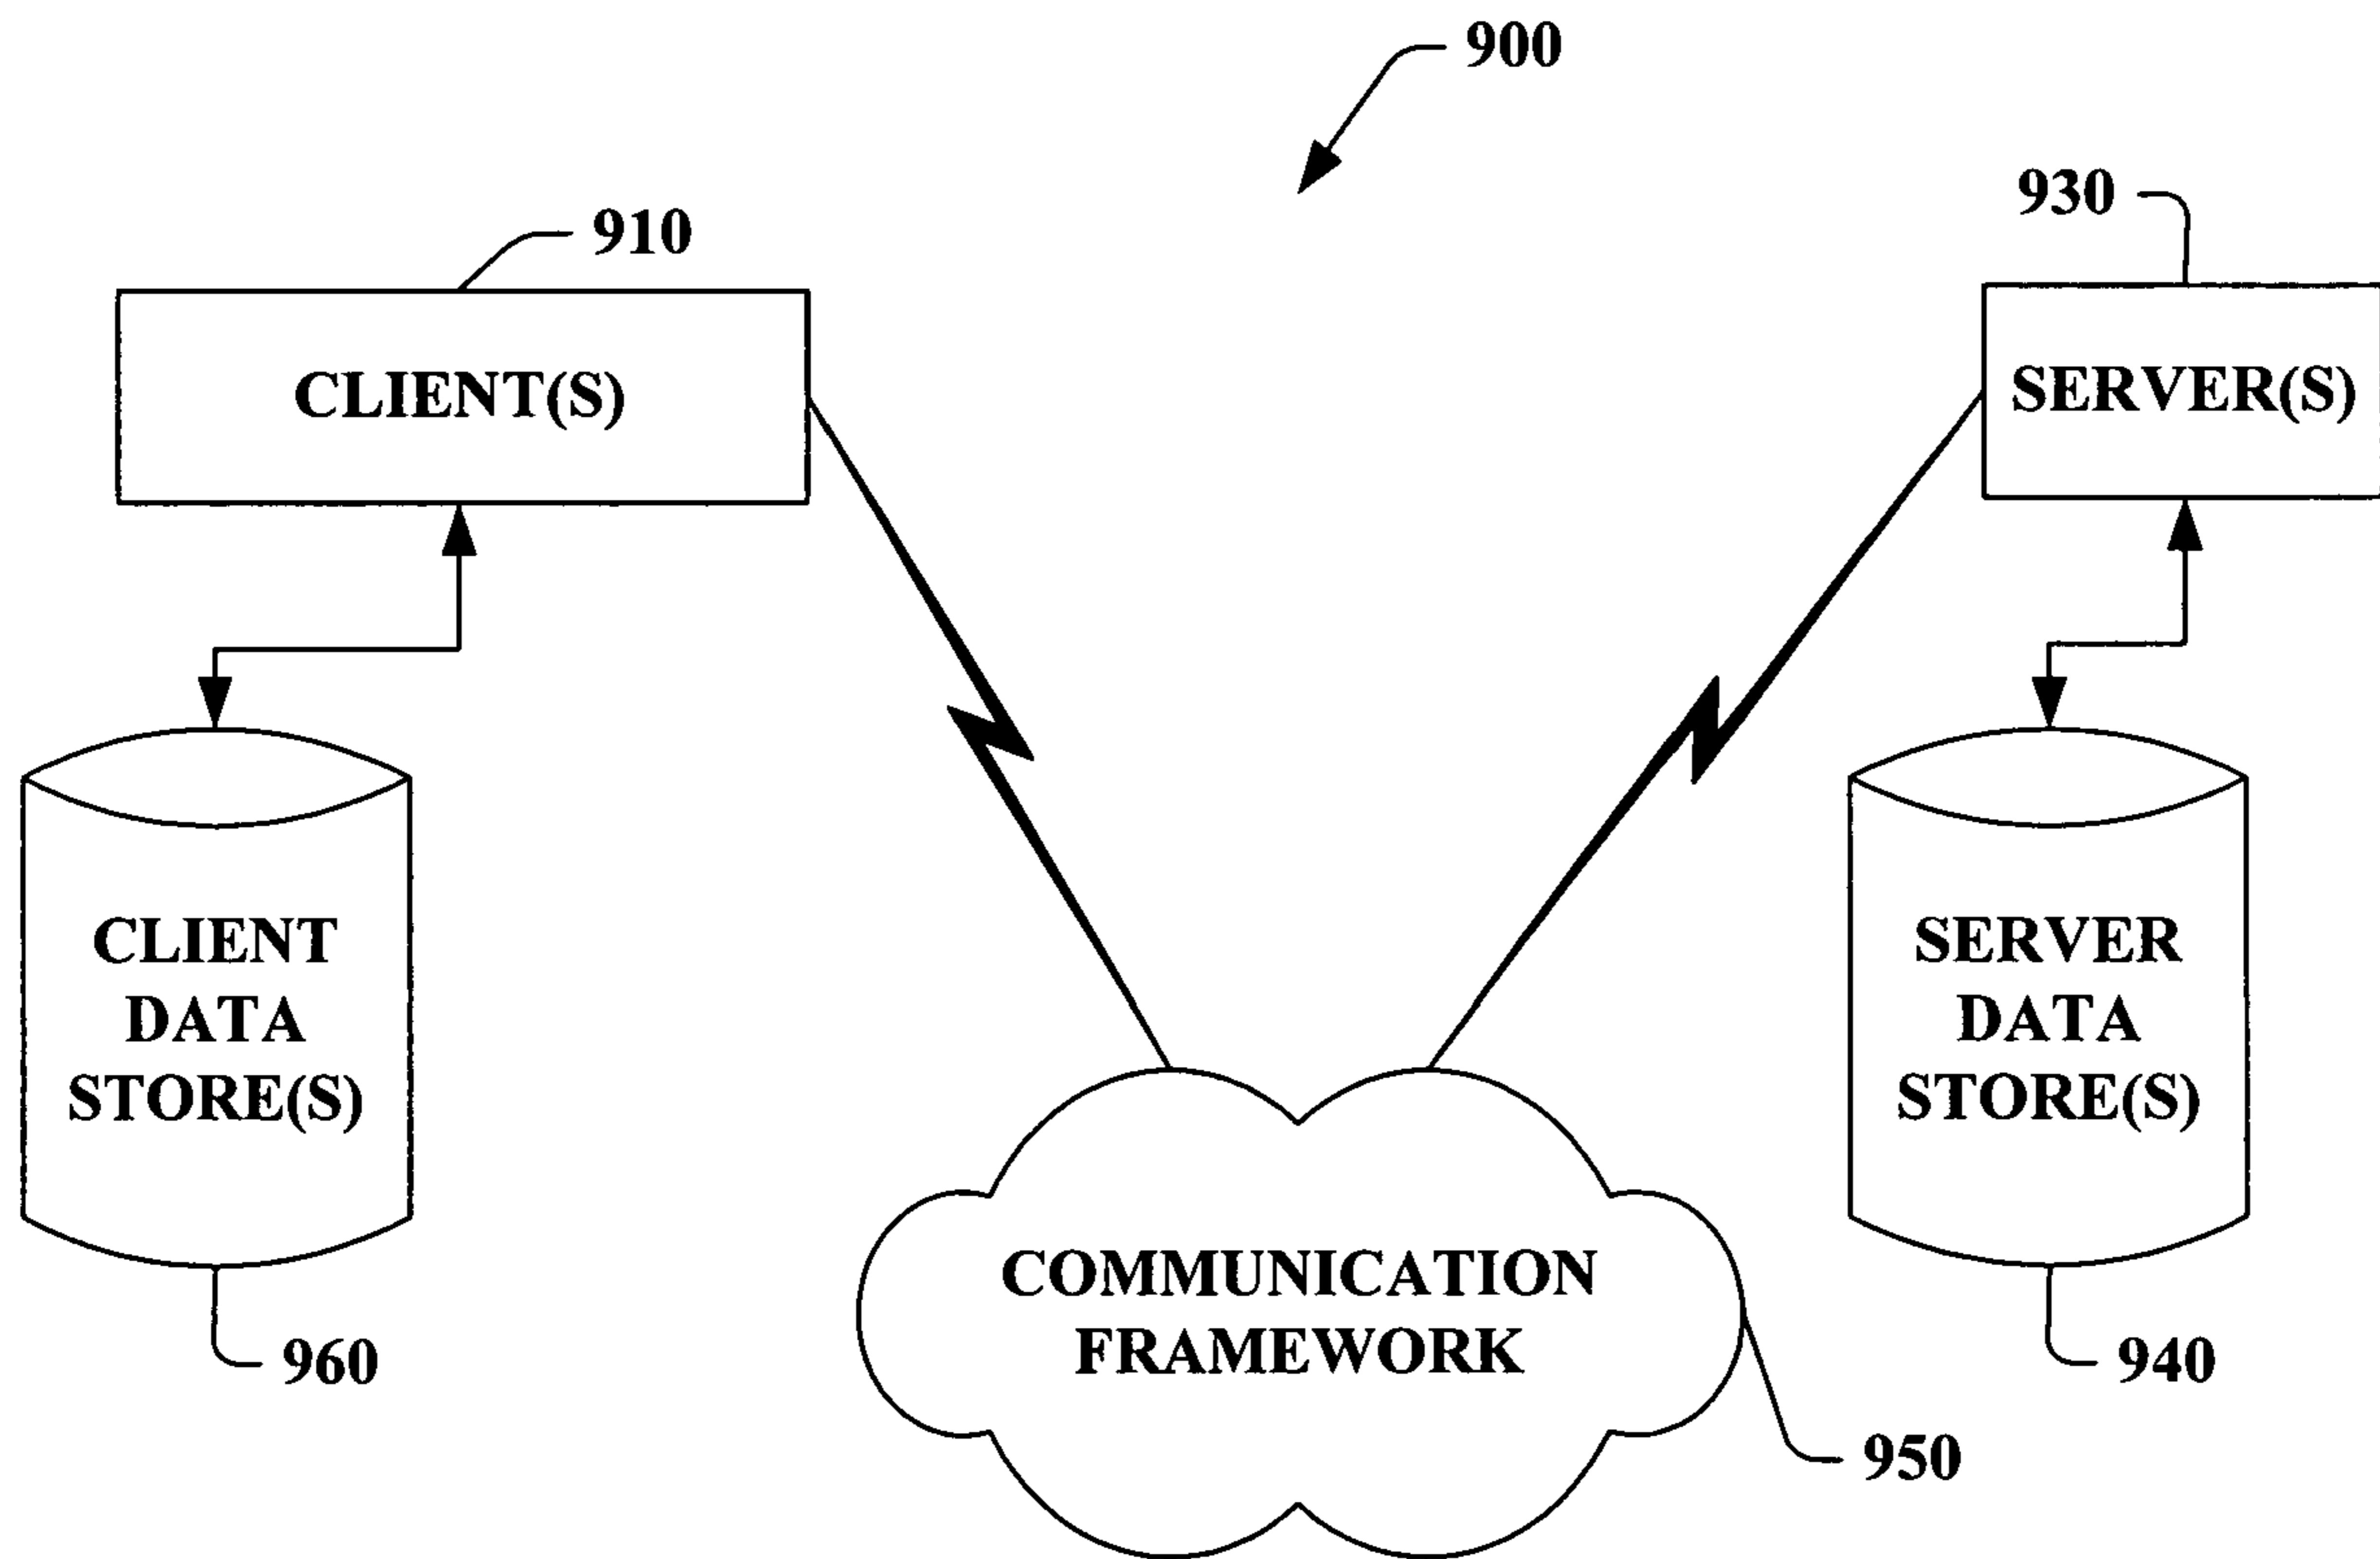 900
910
930
CLIENT(S)
SERVER(S)
CLIENT
DATA
STORE(S)
SERVER
DATA
STORE(S)
COMMUNICATION
FRAMEWORK
960
940
950